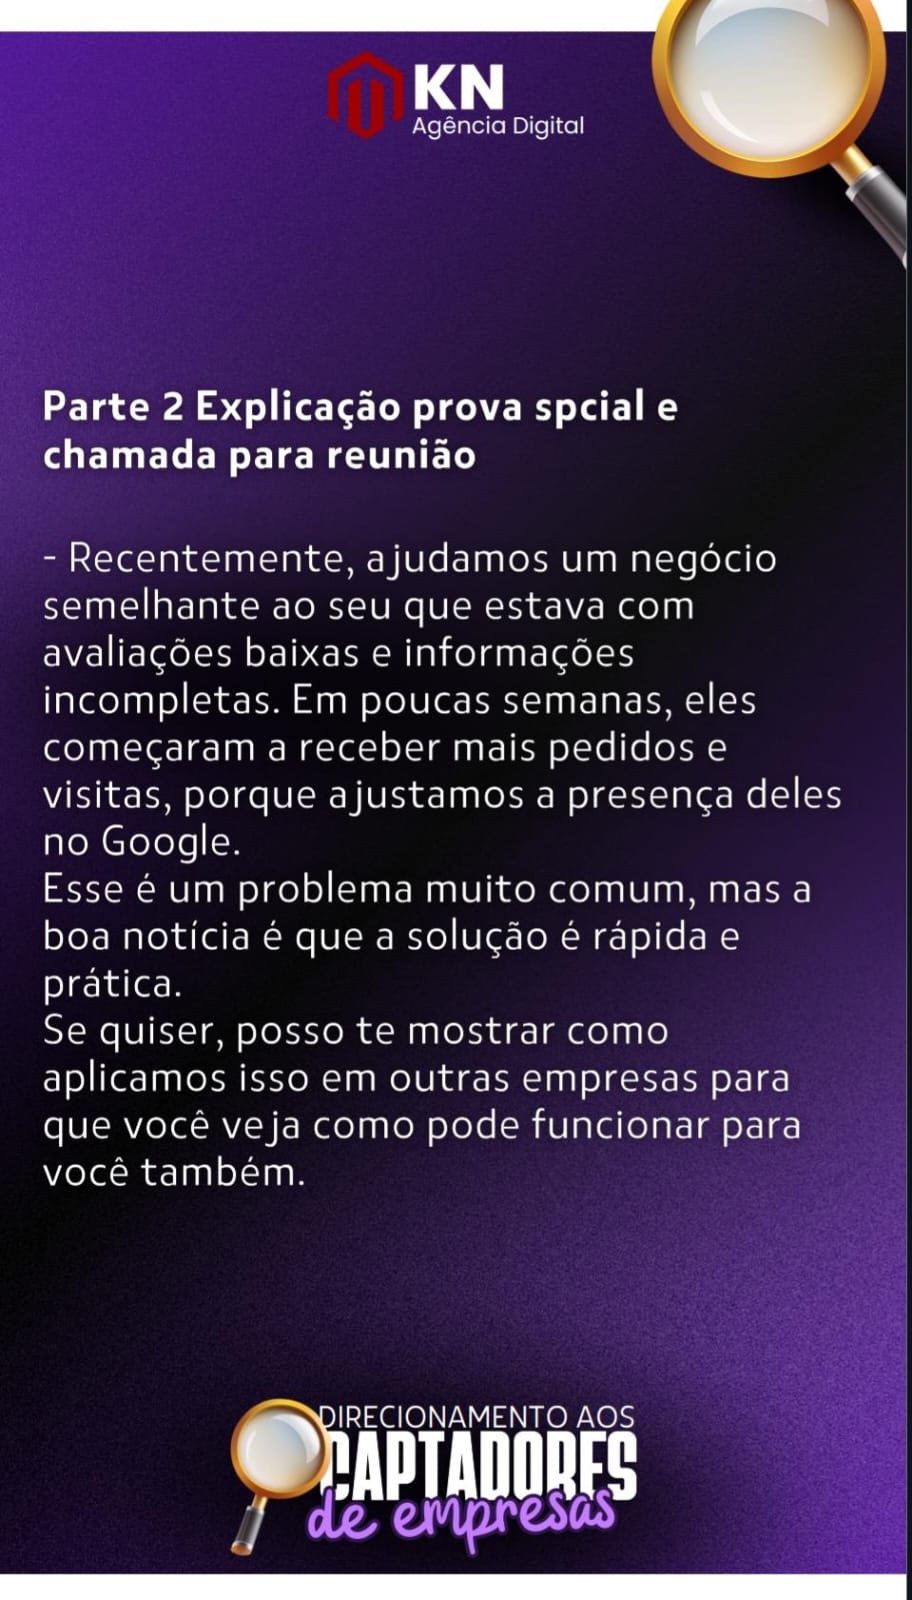 KN
Agência Digital
Parte 2 Explicação prova spcial e
chamada para reunião
- Recentemente, ajudamos um negócio
semelhante ao seu que estava com
avaliações baixas e informações
incompletas. Em poucas semanas, eles
começaram a receber mais pedidos e
visitas, porque ajustamos a presença deles
no Google.
Esse é um problema muito comum, mas a
boa notícia é que a solução é rápida e
prática.
Se quiser, posso te mostrar como
aplicamos isso em outras empresas para
que você veja como pode funcionar para
você também.
DIRECIONAMENTO AOS
CAPTADORES
de empresas